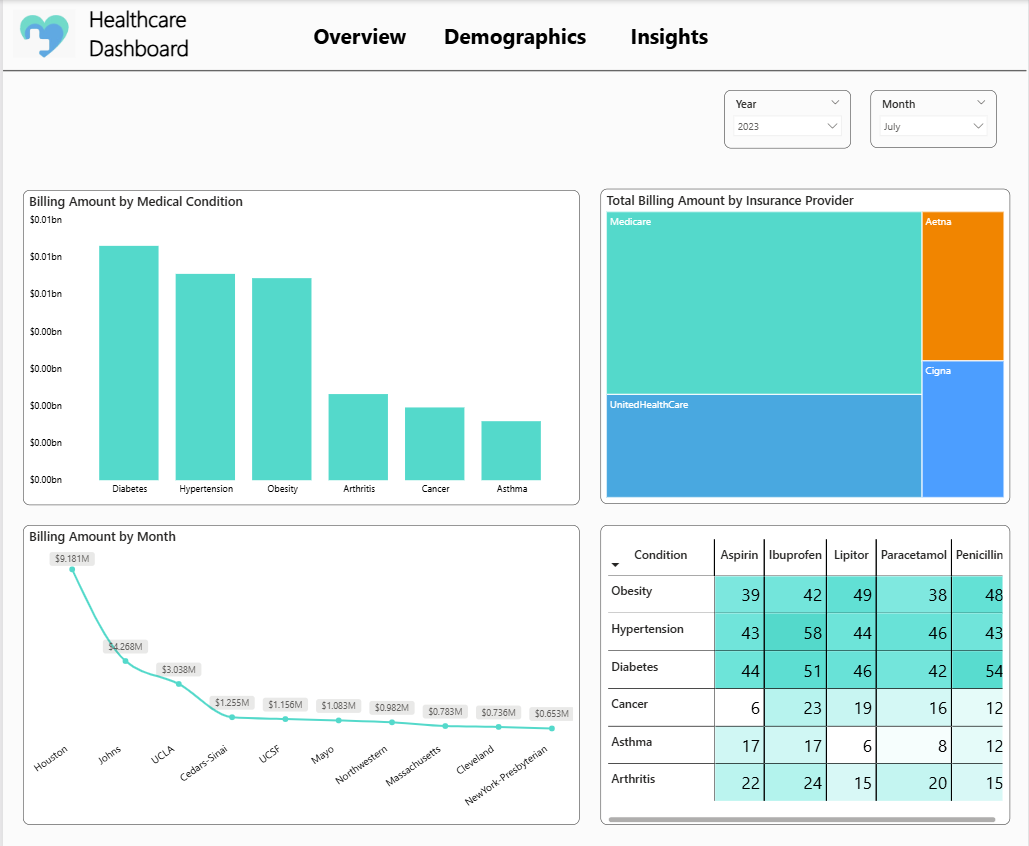 Healthcare
Dashboard
Overview Demographics Insights
Year
2023
Month
July
Billing Amount by Medical Condition
$0.01bn
$0.01bn
$0.01bn
$0.00bn
$0.00bn
$0.00bn
$0.00bn
$0.00bn
Diabetes Hypertension Obesity Arthritis Cancer Asthma
Total Billing Amount by Insurance Provider
Medicare
Aetna
UnitedHealthCare
Cigna
Billing Amount by Month
$9.181M
$4.268M
$3.038M
$1.255M
$1.156M
$1.083M
$0.982M
$0.783M
$0.736M
$0.653M
Houston
Johns
UCLA
Cedars-Sinai
UCSF
Mayo
Northwestern
Massachusetts
Cleveland
NewYork-Presbyterian
Condition Aspirin Ibuprofen Lipitor Paracetamol Penicillin
Obesity 39 42 49 38 48
Hypertension 43 58 44 46 43
Diabetes 44 51 46 42 54
Cancer 6 23 19 16 12
Asthma 17 17 6 8 12
Arthritis 22 24 15 20 15